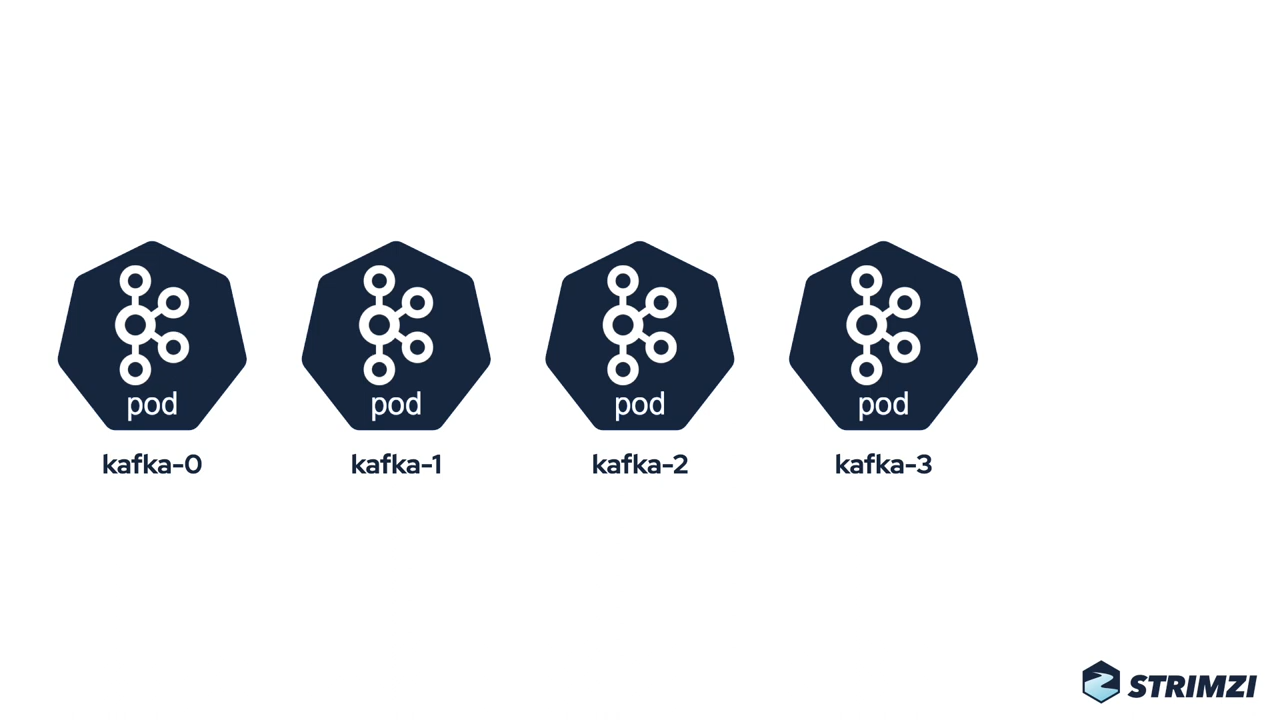 pod
pod
pod
pod
kafka-0
kafka-1
kafka-2
kafka-3
STRIMZI